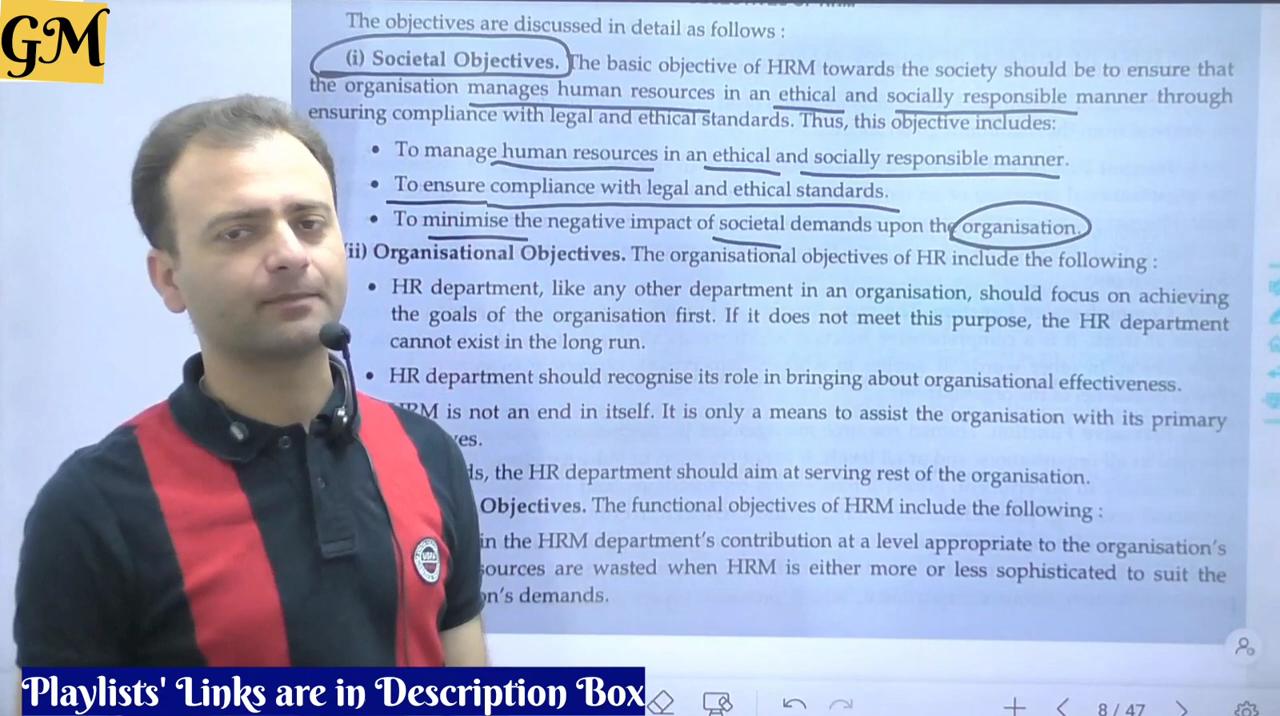 GM
The objectives are discussed in detail as follows :
(i) Societal Objectives. The basic objective of HRM towards the society should be to ensure that
the organisation manages human resources in an ethical and socially responsible manner through
ensuring compliance with legal and ethical standards. Thus, this objective includes:
• To manage human resources in an ethical and socially responsible manner.
• To ensure compliance with legal and ethical standards.
• To minimise the negative impact of societal demands upon the organisation.
ii) Organisational Objectives. The organisational objectives of HR include the following :
• HR department, like any other department in an organisation, should focus on achieving
the goals of the organisation first. If it does not meet this purpose, the HR department
cannot exist in the long run.
• HR department should recognise its role in bringing about organisational effectiveness.
RM is not an end in itself. It is only a means to assist the organisation with its primary
ves.
ds, the HR department should aim at serving rest of the organisation.
Objectives. The functional objectives of HRM include the following :
in the HRM department's contribution at a level appropriate to the organisation's
sources are wasted when HRM is either more or less sophisticated to suit the
on's demands.
USPA
Playlists' Links are in Description Box
8 / 47